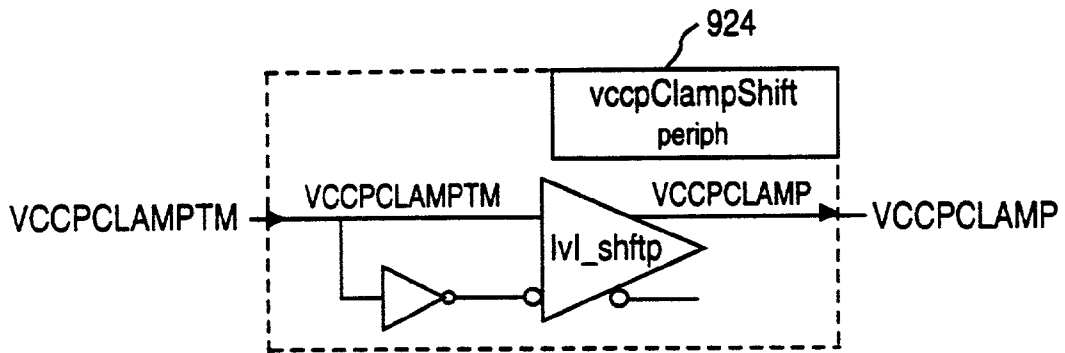 924
vccpClampShift
periph
VCCPCLAMPTM
VCCPCLAMPTM
lvl_shftp
VCCPCLAMP
VCCPCLAMP